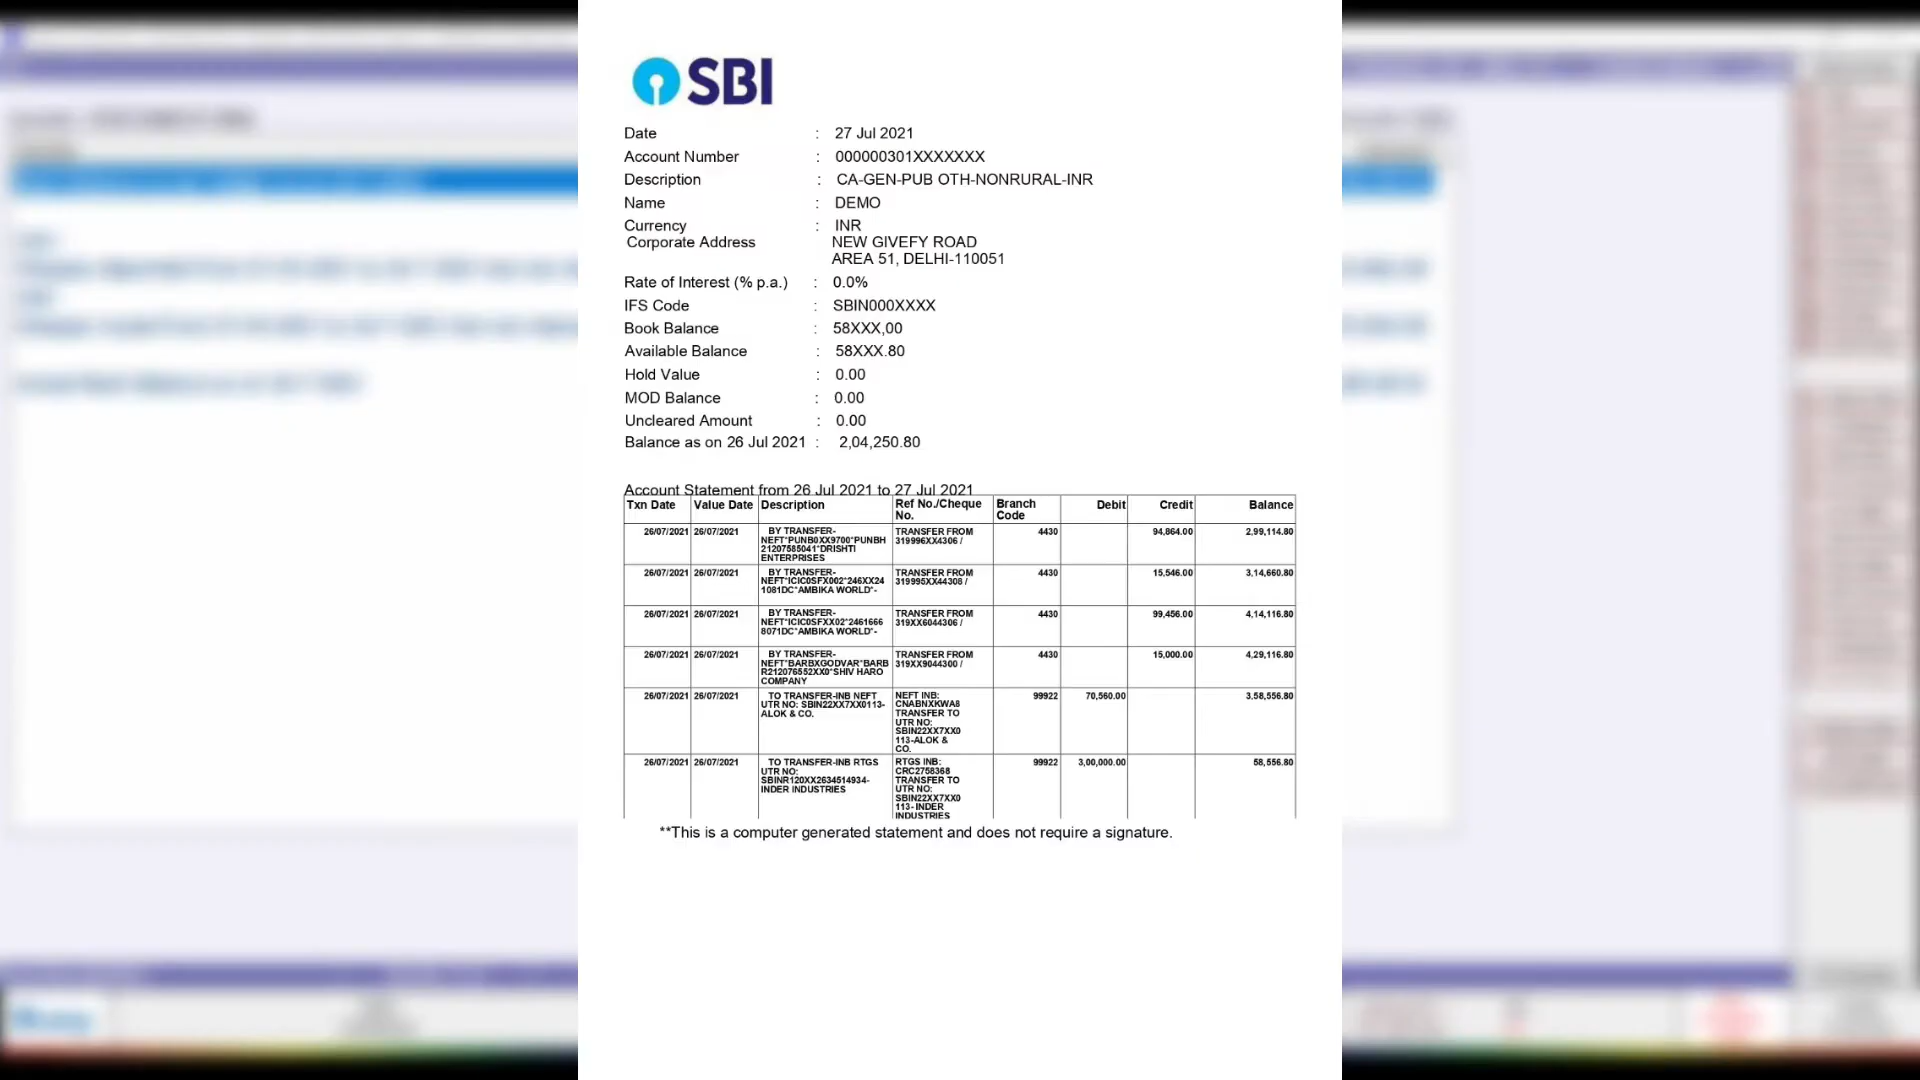 SBI
Date : 27 Jul 2021
Account Number : 000000301XXXXXXX
Description : CA-GEN-PUB OTH-NONRURAL-INR
Name : DEMO
Currency : INR
Corporate Address NEW GIVEFY ROAD
AREA 51, DELHI-110051
Rate of Interest (% p.a.) : 0.0%
IFS Code : SBIN000XXXX
Book Balance : 58XXX,00
Available Balance : 58XXX.80
Hold Value : 0.00
MOD Balance : 0.00
Uncleared Amount : 0.00
Balance as on 26 Jul 2021 : 2,04,250.80
Account Statement from 26 Jul 2021 to 27 Jul 2021
Txn Date Value Date Description Ref No./Cheque No. Branch Code Debit Credit Balance
26/07/2021 26/07/2021 BY TRANSFER- TRANSFER FROM 4430 94,864.00 2,99,114.80
NEFT*PUNB0XX9700*PUNBH 319996XX4306 /
21207585041*DRISHTI
ENTERPRISES
26/07/2021 26/07/2021 BY TRANSFER- TRANSFER FROM 4430 15,546.00 3,14,660.80
NEFT*ICIC0SFX002*246XX24 319995XX44308 /
1081DC*AMBIKA WORLD*-
26/07/2021 26/07/2021 BY TRANSFER- TRANSFER FROM 4430 99,456.00 4,14,116.80
NEFT*ICIC0SFXX02*2461666 319XX6044306 /
8071DC*AMBIKA WORLD*-
26/07/2021 26/07/2021 BY TRANSFER- TRANSFER FROM 4430 15,000.00 4,29,116.80
NEFT*BARBXGODVAR*BARB 319XX9044300 /
R212076552XX0*SHIV HARO
COMPANY
26/07/2021 26/07/2021 TO TRANSFER-INB NEFT NEFT INB: 99922 70,560.00 3,58,556.80
UTR NO: SBIN22XX7XX0113- CNABNXKWA8
ALOK & CO. TRANSFER TO
UTR NO:
SBIN22XX7XX0
113-ALOK &
CO.
26/07/2021 26/07/2021 TO TRANSFER-INB RTGS RTGS INB: 99922 3,00,000.00 58,556.80
UTR NO: CRC2758368
SBINR120XX2634514934- TRANSFER TO
INDER INDUSTRIES UTR NO:
SBIN22XX7XX0
113- INDER
INDUSTRIES
**This is a computer generated statement and does not require a signature.